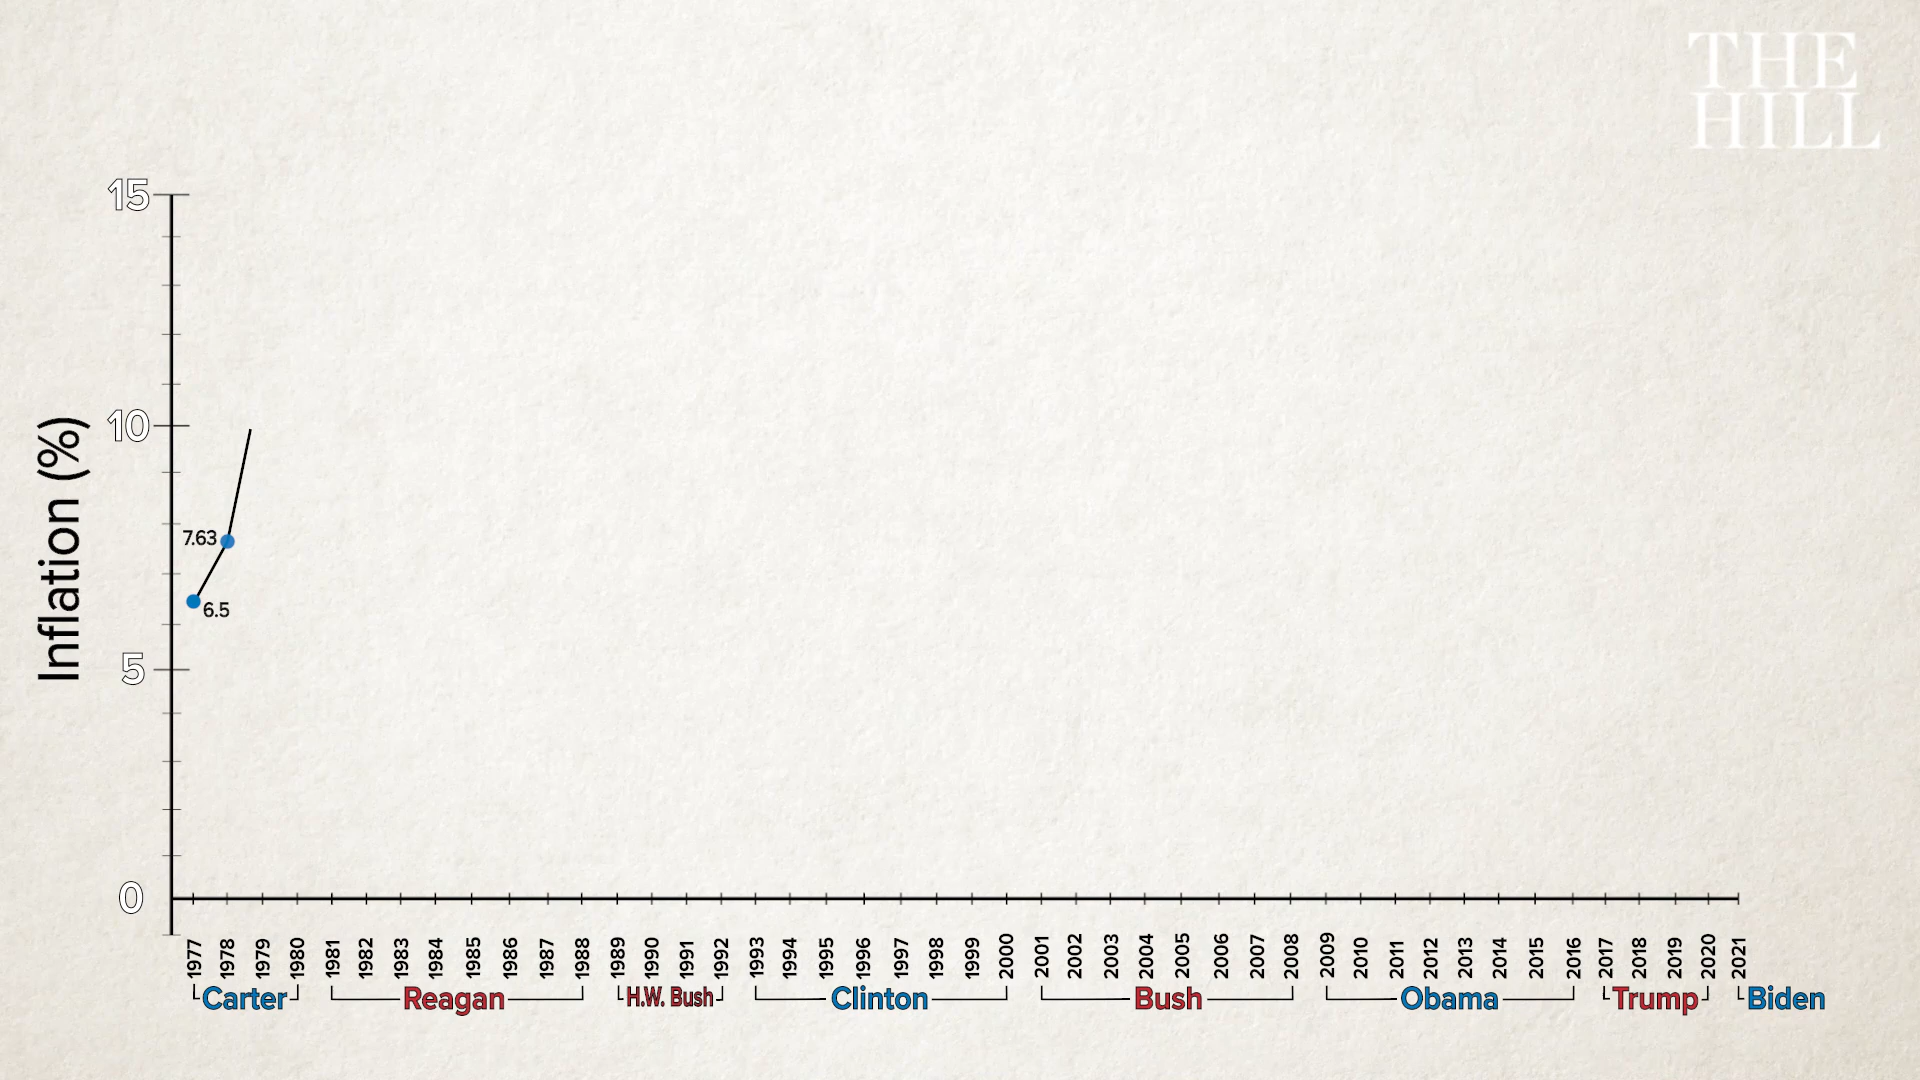 THE
HILL
15
10
5
0
Inflation (%)
7.63
6.5
1977 1978 1979 1980 1981 1982 1983 1984 1985 1986 1987 1988 1989 1990 1991 1992 1993 1994 1995 1996 1997 1998 1999 2000 2001 2002 2003 2004 2005 2006 2007 2008 2009 2010 2011 2012 2013 2014 2015 2016 2017 2018 2019 2020 2021
Carter Reagan H.W. Bush Clinton Bush Obama Trump Biden